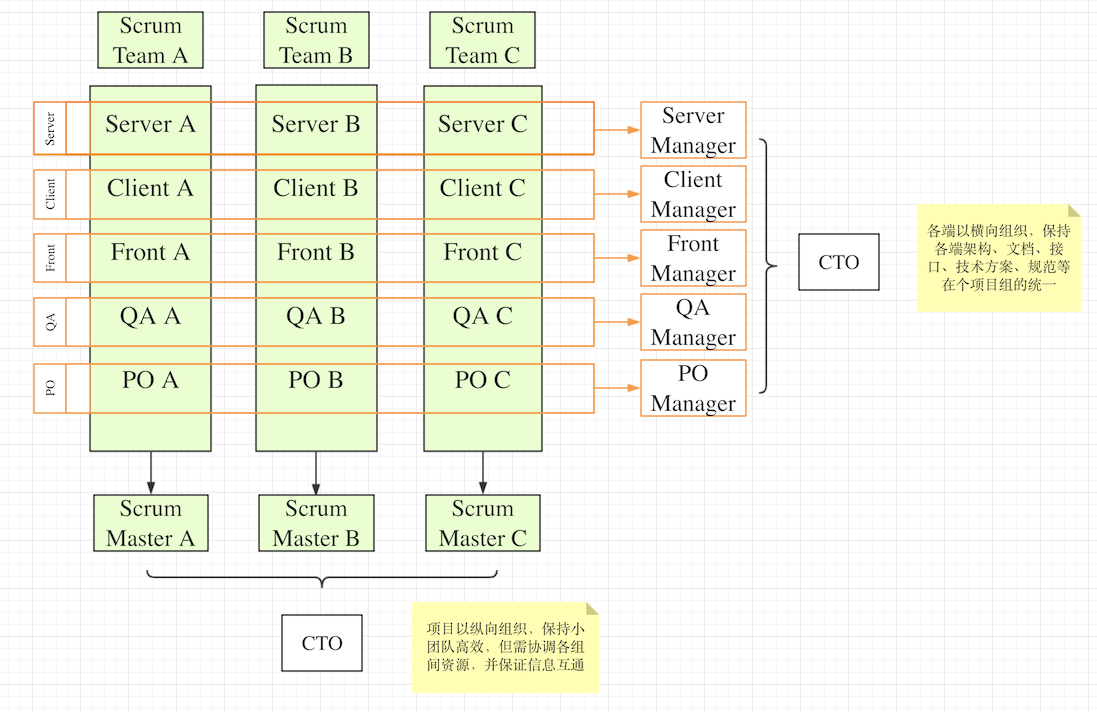 Scrum
Team A
Scrum
Team B
Scrum
Team C
Server
Server A
Server B
Server C
Server
Manager
Client
Client A
Client B
Client C
Client
Manager
Front
Front A
Front B
Front C
Front
Manager
QA
QA A
QA B
QA C
QA
Manager
PO
PO A
PO B
PO C
PO
Manager
CTO
各端以横向组织，保持
各端架构、文档、接
口、技术方案、规范等
在个项目组的统一
Scrum
Master A
Scrum
Master B
Scrum
Master C
CTO
项目以纵向组织，保持小
团队高效，但需协调各组
间资源，并保证信息互通